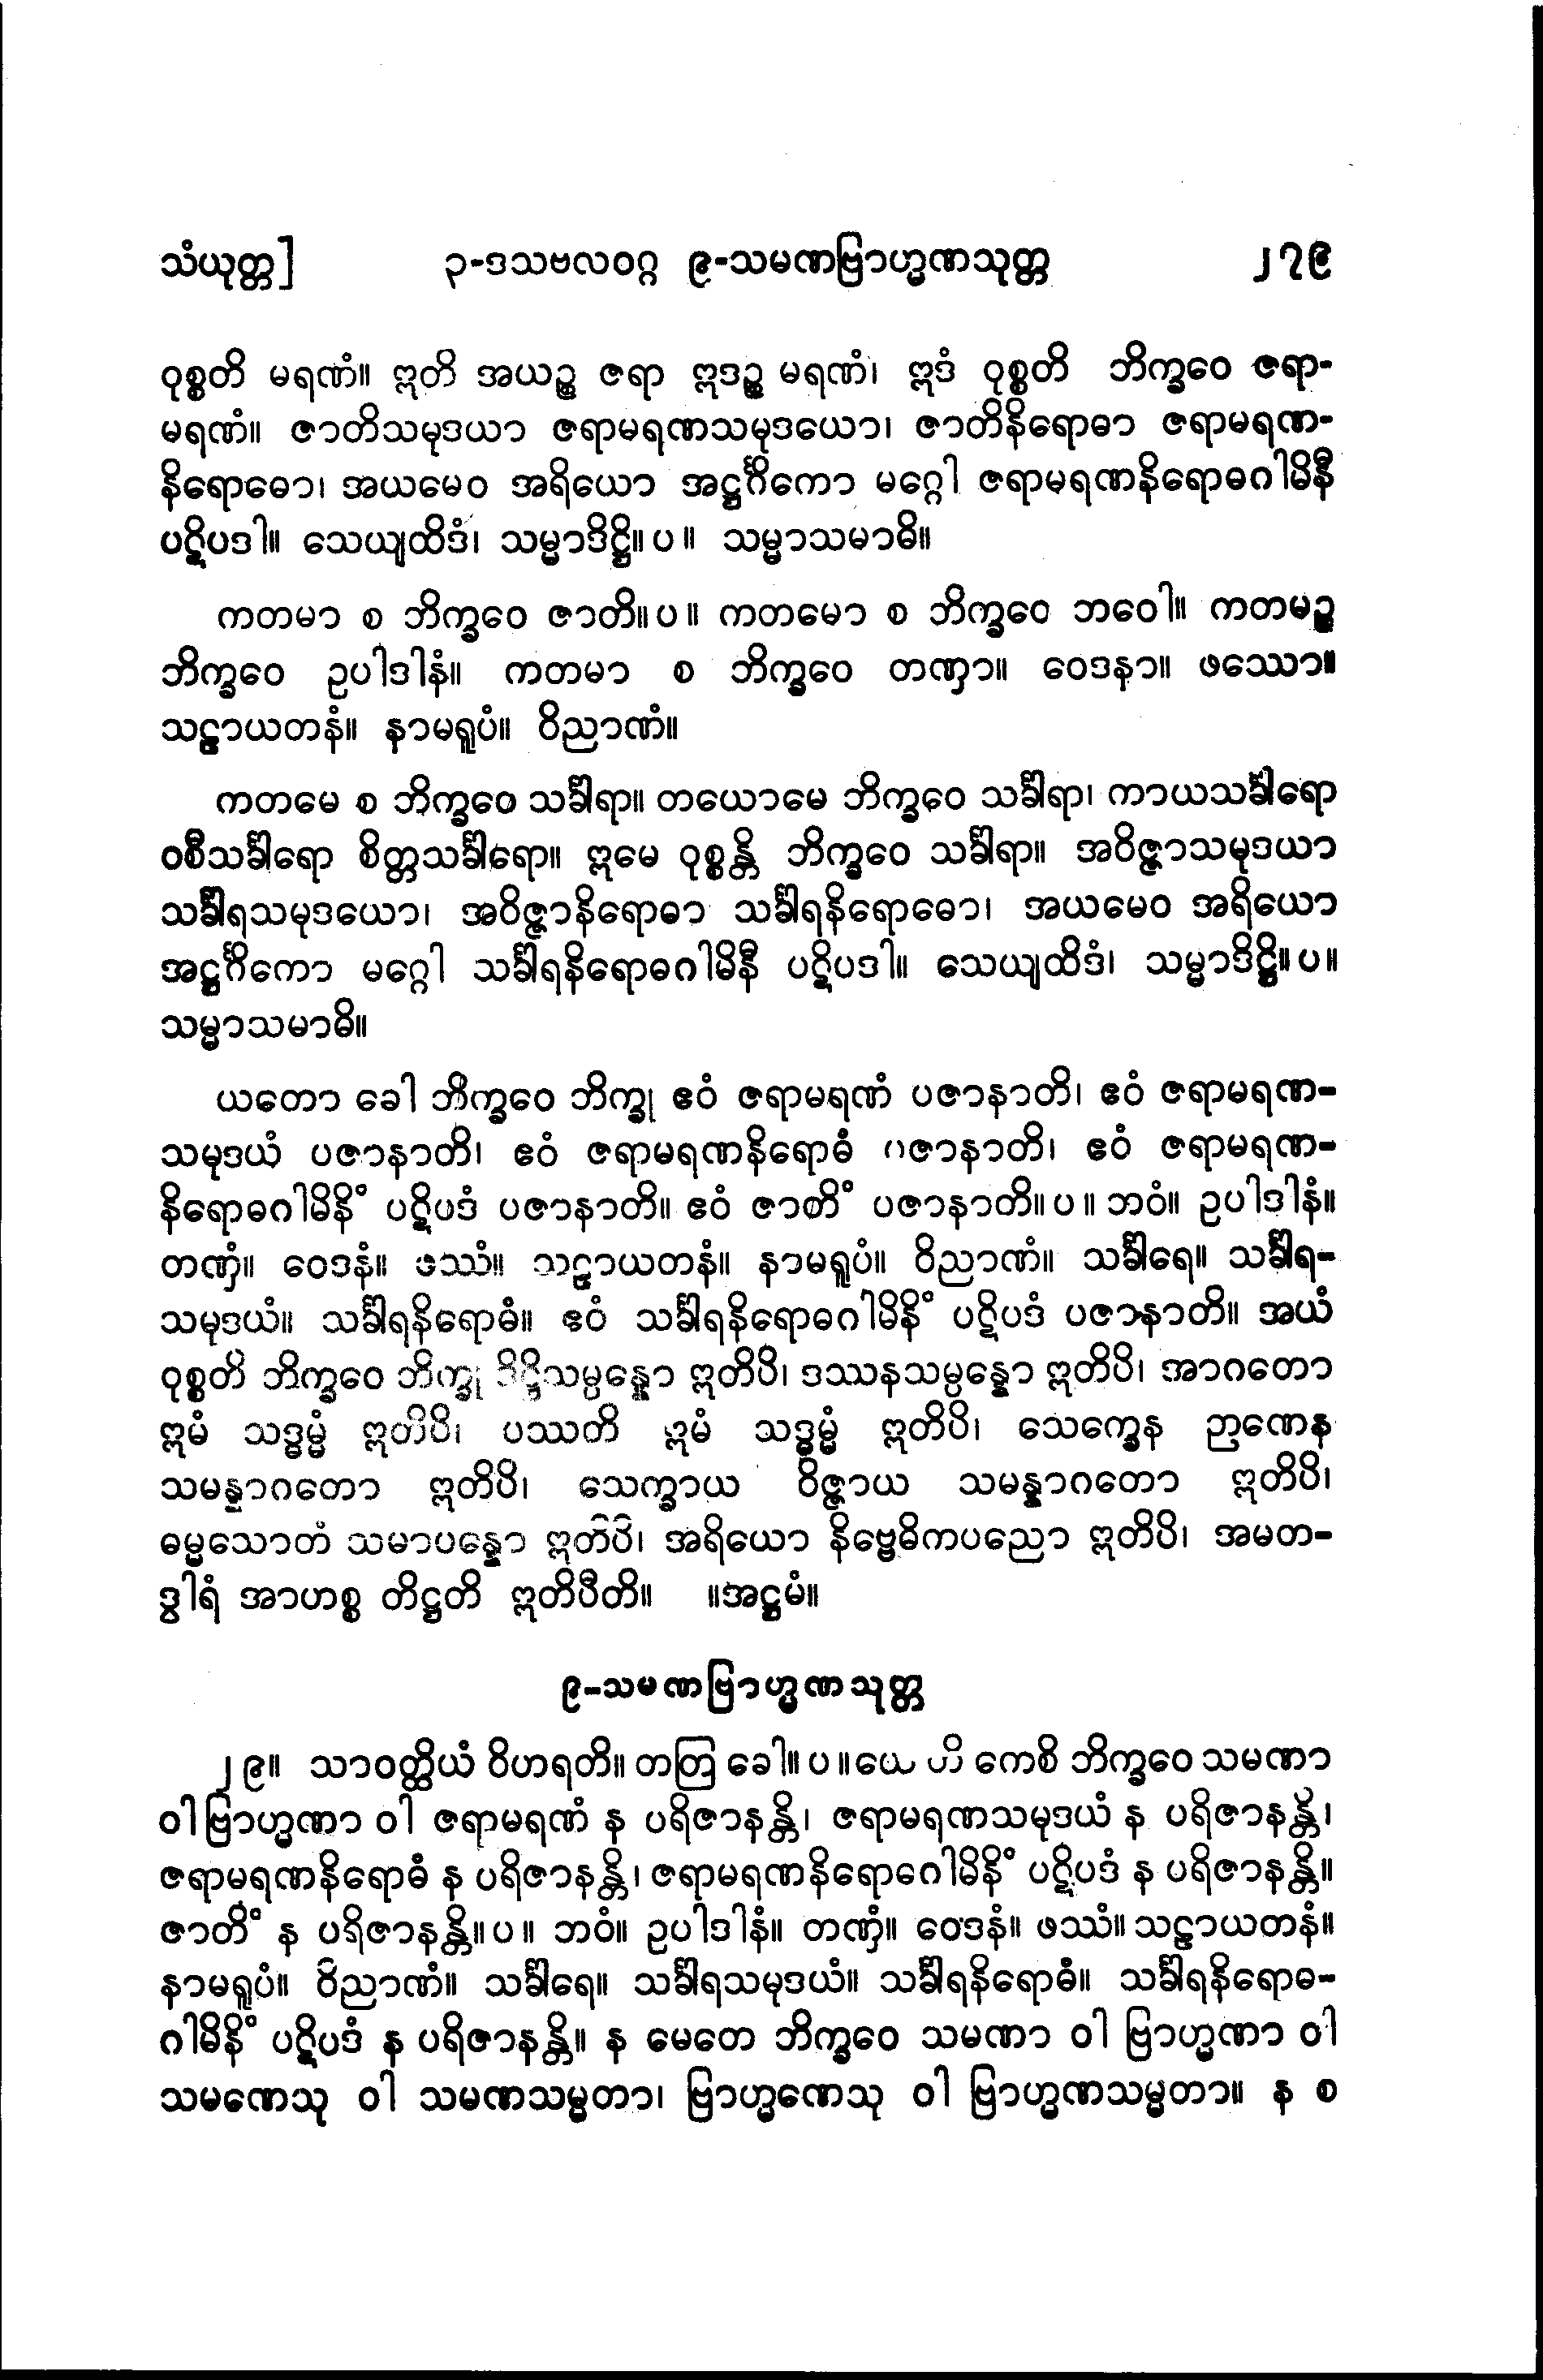 သံယုတ္တ] ၃-ဒသဗလဝဂ္ဂ ၉-သမဏဗြာဟ္မဏသုတ္တ ၂၇၉
ဝုစ္စတိ မရဏံ။ ဣတိ အယဉ္စ ဇရာ ဣဒဉ္စ မရဏံ၊ ဣဒံ ဝုစ္စတိ ဘိက္ခဝေ ဇရာ-
မရဏံ။ ဇာတိသမုဒယာ ဇရာမရဏသမုဒယော၊ ဇာတိနိရောဓာ ဇရာမရဏ-
နိရောဓော၊ အယမေဝ အရိယော အဋ္ဌင်္ဂိကော မဂ္ဂေါ ဇရာမရဏနိရောဓဂါမိနီ
ပဋိပဒါ။ သေယျထိဒံ၊ သမ္မာဒိဋ္ဌိ။ပ။ သမ္မာသမာဓိ။
ကတမာ စ ဘိက္ခဝေ ဇာတိ။ပ။ ကတမော စ ဘိက္ခဝေ ဘဝေါ။ ကတမဉ္စ
ဘိက္ခဝေ ဥပါဒါနံ။ ကတမာ စ ဘိက္ခဝေ တဏှာ။ ဝေဒနာ။ ဖဿော။
သဠာယတနံ။ နာမရူပံ။ ဝိညာဏံ။
ကတမေ စ ဘိက္ခဝေ သင်္ခါရာ။ တယောမေ ဘိက္ခဝေ သင်္ခါရာ၊ ကာယသင်္ခါရော
ဝစီသင်္ခါရော စိတ္တသင်္ခါရော။ ဣမေ ဝုစ္စန္တိ ဘိက္ခဝေ သင်္ခါရာ။ အဝိဇ္ဇာသမုဒယာ
သင်္ခါရသမုဒယော၊ အဝိဇ္ဇာနိရောဓာ သင်္ခါရနိရောဓော၊ အယမေဝ အရိယော
အဋ္ဌင်္ဂိကော မဂ္ဂေါ သင်္ခါရနိရောဓဂါမိနီ ပဋိပဒါ။ သေယျထိဒံ၊ သမ္မာဒိဋ္ဌိ။ပ။
သမ္မာသမာဓိ။
ယတော ခေါ ဘိက္ခဝေ ဘိက္ခု ဧဝံ ဇရာမရဏံ ပဇာနာတိ၊ ဧဝံ ဇရာမရဏ-
သမုဒယံ ပဇာနာတိ၊ ဧဝံ ဇရာမရဏနိရောဓံ ပဇာနာတိ၊ ဧဝံ ဇရာမရဏ-
နိရောဓဂါမိနိံ ပဋိပဒံ ပဇာနာတိ။ ဧဝံ ဇာတိံ ပဇာနာတိ။ပ။ ဘဝံ။ ဥပါဒါနံ။
တဏှံ။ ဝေဒနံ။ ဖဿံ။ သဠာယတနံ။ နာမရူပံ။ ဝိညာဏံ။ သင်္ခါရေ။ သင်္ခါရ-
သမုဒယံ။ သင်္ခါရနိရောဓံ။ ဧဝံ သင်္ခါရနိရောဓဂါမိနိံ ပဋိပဒံ ပဇာနာတိ။ အယံ
ဝုစ္စတိ ဘိက္ခဝေ ဘိက္ခု ဒိဋ္ဌိသမ္ပန္နော ဣတိပိ၊ ဒဿနသမ္ပန္နော ဣတိပိ၊ အာဂတော
ဣမံ သဒ္ဓမ္မံ ဣတိပိ၊ ပဿတိ ဣမံ သဒ္ဓမ္မံ ဣတိပိ၊ သေက္ခေန ဉာဏေန
သမန္နာဂတော ဣတိပိ၊ သေက္ခာယ ဝိဇ္ဇာယ သမန္နာဂတော ဣတိပိ၊
ဓမ္မသောတံ သမာပန္နော ဣတိပိ၊ အရိယော နိဗ္ဗေဓိကပညော ဣတိပိ၊ အမတ-
ဒွါရံ အာဟစ္စ တိဋ္ဌတိ ဣတိပီတိ။ ။အဋ္ဌမံ။
၉-သမဏဗြာဟ္မဏသုတ္တ
၂၉။ သာဝတ္ထိယံ ဝိဟရတိ။ တတြ ခေါ။ပ။ယေ ဟိ ကေစိ ဘိက္ခဝေ သမဏာ
ဝါ ဗြာဟ္မဏာ ဝါ ဇရာမရဏံ န ပရိဇာနန္တိ၊ ဇရာမရဏသမုဒယံ န ပရိဇာနန္တိ၊
ဇရာမရဏနိရောဓံ န ပရိဇာနန္တိ၊ ဇရာမရဏနိရောဂေါမိနိံ ပဋိပဒံ န ပရိဇာနန္တိ။
ဇာတိံ န ပရိဇာနန္တိ။ပ။ ဘဝံ။ ဥပါဒါနံ။ တဏှံ။ ဝေဒနံ။ ဖဿံ။ သဠာယတနံ။
နာမရူပံ။ ဝိညာဏံ။ သင်္ခါရေ။ သင်္ခါရသမုဒယံ။ သင်္ခါရနိရောဓံ။ သင်္ခါရနိရောဓ-
ဂါမိနိံ ပဋိပဒံ န ပရိဇာနန္တိ။ န မေတေ ဘိက္ခဝေ သမဏာ ဝါ ဗြာဟ္မဏာ ဝါ
သမဏေသု ဝါ သမဏသမ္မတာ၊ ဗြာဟ္မဏေသု ဝါ ဗြာဟ္မဏသမ္မတာ။ န စ